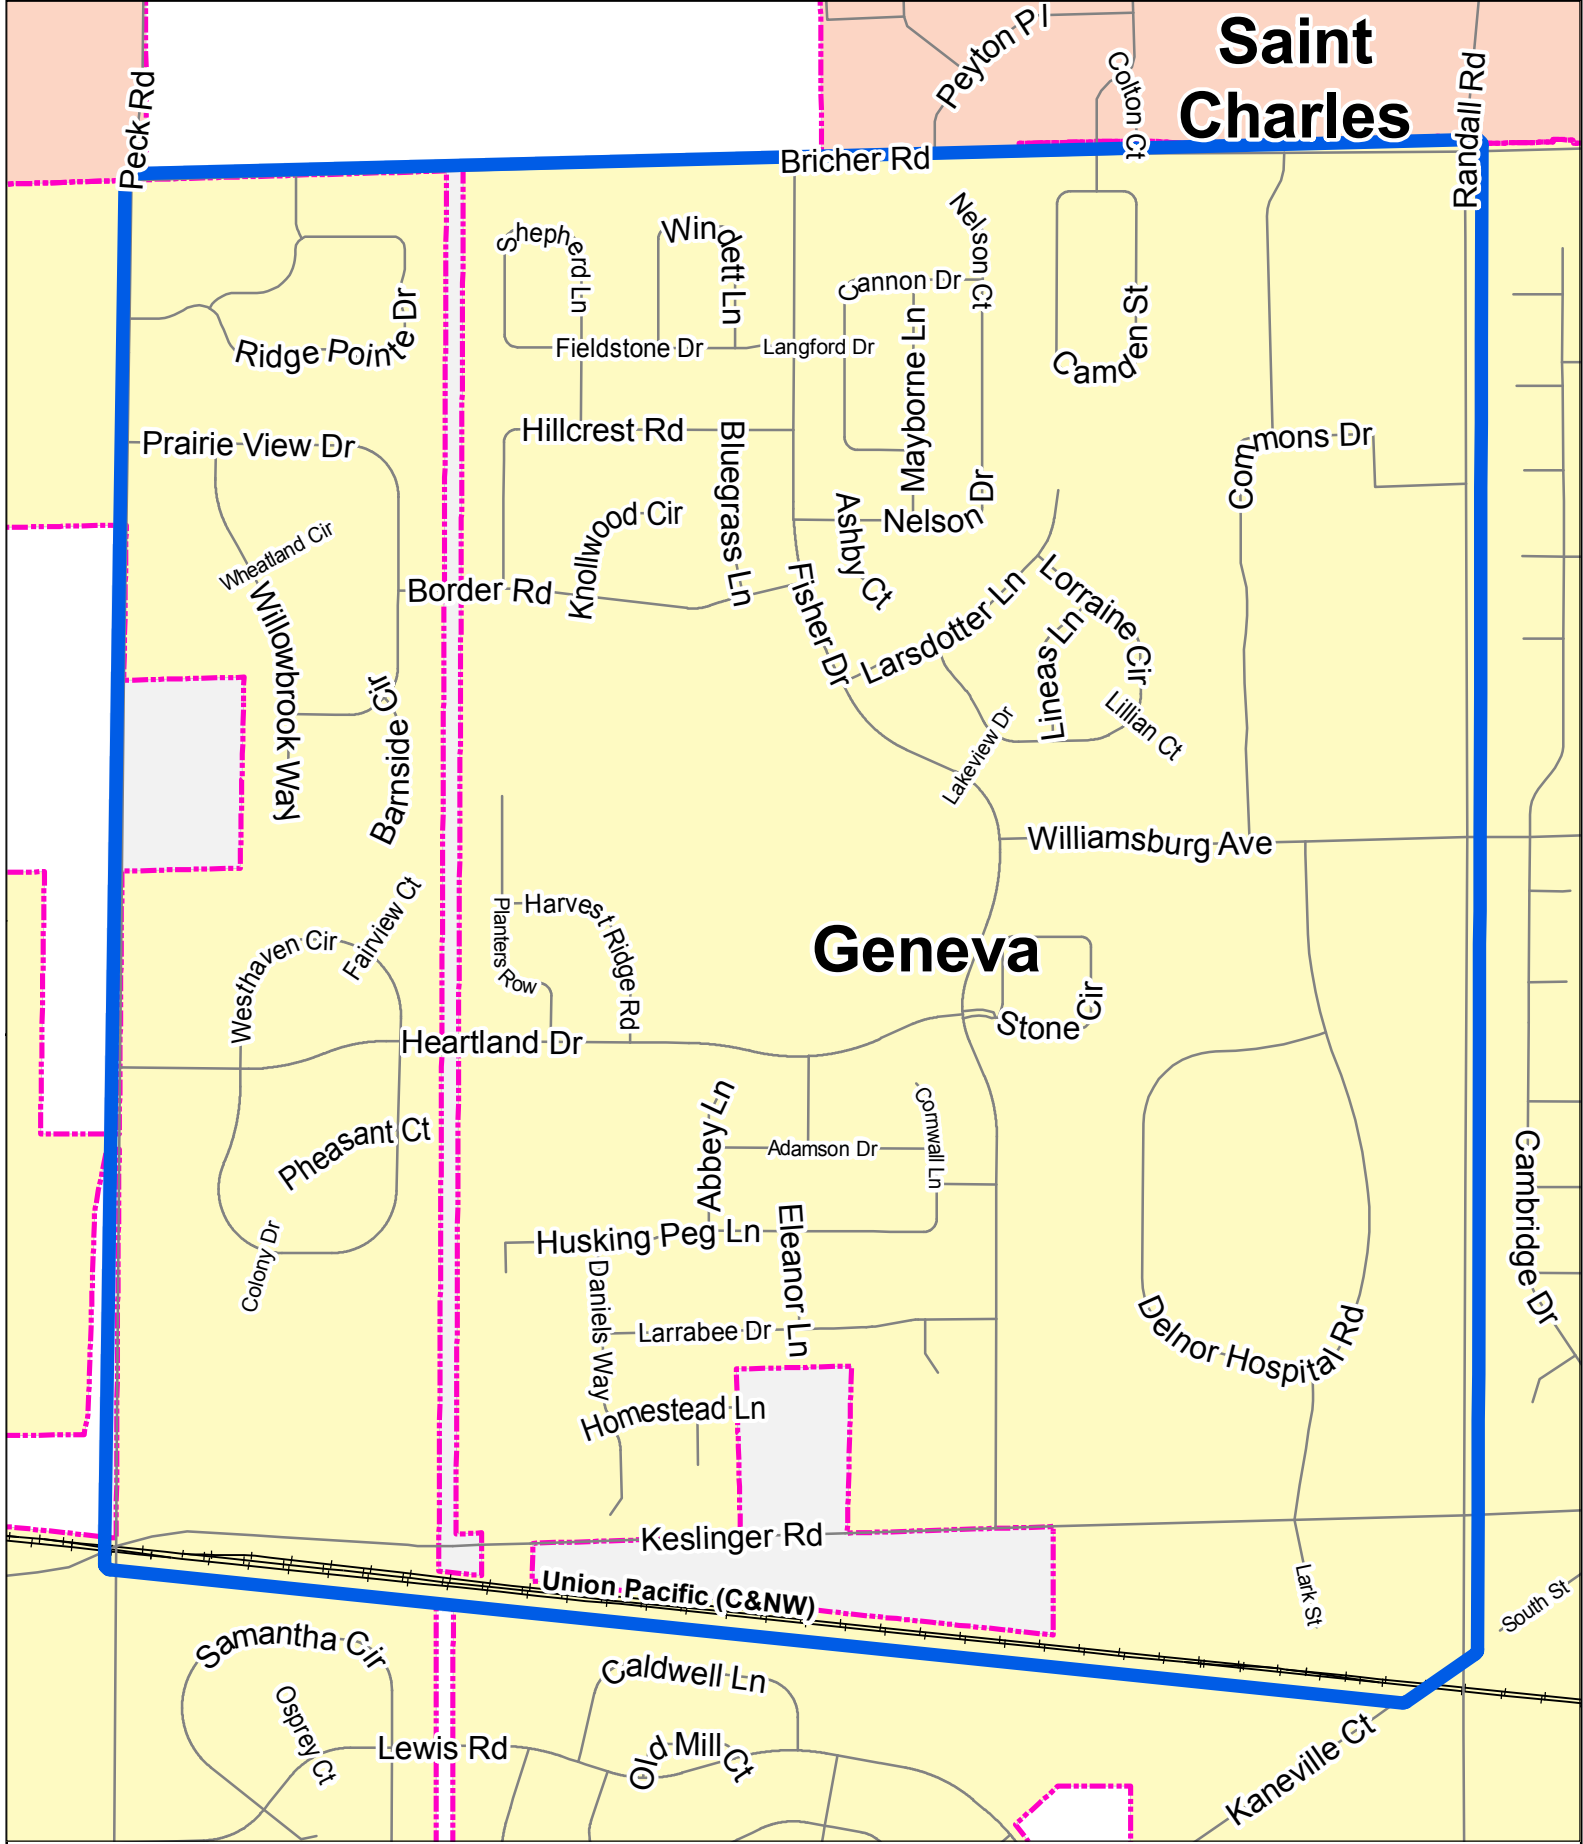 Saint
Charles
Peyton Pl
Colton Ct
Randall Rd
Peck Rd
Bricher Rd
Shepherd Ln
Windett Ln
Nelson Ct
Cannon Dr
Camden St
Ridge Pointe Dr
Fieldstone Dr
Langford Dr
Mayborne Ln
Prairie View Dr
Hillcrest Rd
Bluegrass Ln
Commons Dr
Knollwood Cir
Ashby Ct
Nelson Dr
Wheatland Cir
Border Rd
Fisher Dr
Larsdotter Ln
Lorraine Cir
Lineas Ln
Lillian Ct
Willowbrook Way
Barnside Cir
Lakeview Dr
Williamsburg Ave
Fairview Ct
Westhaven Cir
Planters Row
Harvest Ridge Rd
Geneva
Stone Cir
Heartland Dr
Pheasant Ct
Abbey Ln
Cornwall Ln
Adamson Dr
Cambridge Dr
Colony Dr
Husking Peg Ln
Eleanor Ln
Daniels Way
Larrabee Dr
Delnor Hospital Rd
Homestead Ln
Keslinger Rd
Union Pacific (C&NW)
Lark St
South St
Samantha Cir
Caldwell Ln
Osprey Ct
Lewis Rd
Old Mill Ct
Kaneville Ct